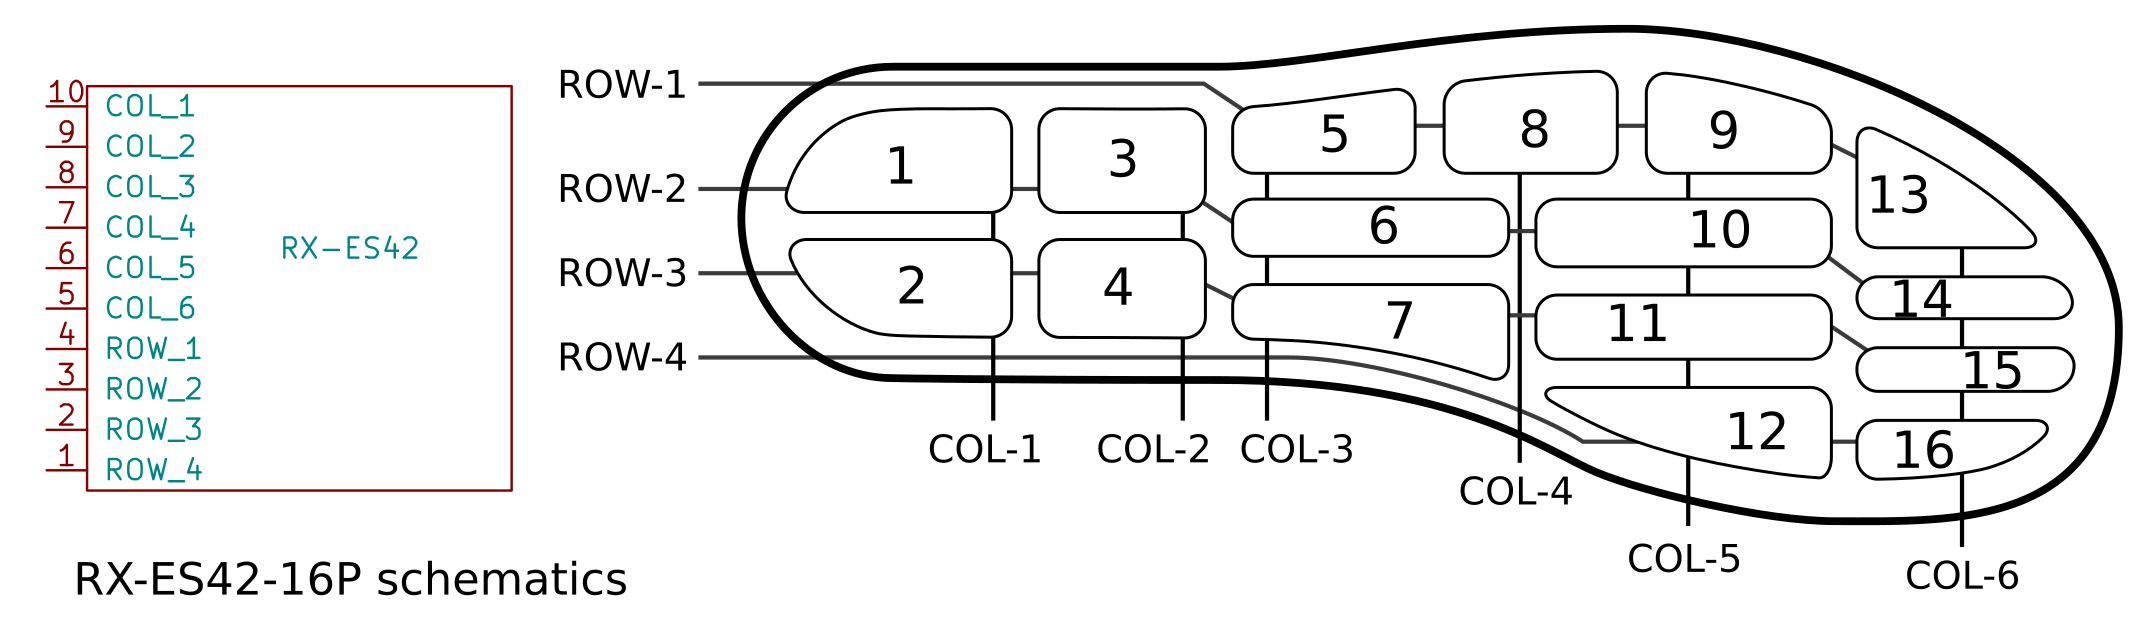 10 COL_1
9 COL_2
8 COL_3
7 COL_4
6 COL_5
5 COL_6
4 ROW_1
3 ROW_2
2 ROW_3
1 ROW_4
RX-ES42
RX-ES42-16P schematics
ROW-1
ROW-2
ROW-3
ROW-4
1
2
3
4
5
6
7
8
9
10
11
12
13
14
15
16
COL-1
COL-2
COL-3
COL-4
COL-5
COL-6